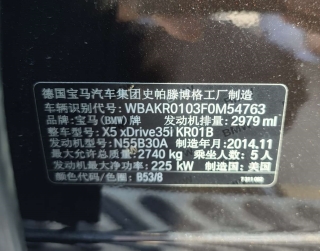 德国宝马汽车集团史帕滕博格工厂制造
车辆识别代号: WBAKR0103F0M54763
品牌: 宝马(BMW)牌 发动机排量: 2979 ml
整车型号: X5 xDrive35i KR01B
发动机型号: N55B30A 制造年月: 2014.11
最大允许总质量: 2740 kg 乘坐人数: 5人
发动机最大净功率: 225 kW 制造国: 美国
颜色代码/色彩: B53/8